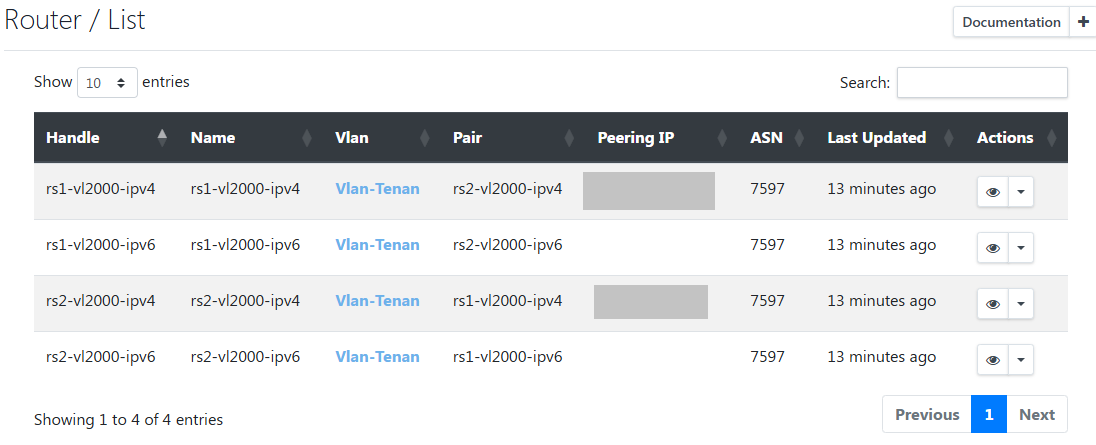 Router / List
Documentation +
Show 10 entries Search:
Handle Name Vlan Pair Peering IP ASN Last Updated Actions
rs1-vl2000-ipv4 rs1-vl2000-ipv4 Vlan-Tenan rs2-vl2000-ipv4 7597 13 minutes ago
rs1-vl2000-ipv6 rs1-vl2000-ipv6 Vlan-Tenan rs2-vl2000-ipv6 7597 13 minutes ago
rs2-vl2000-ipv4 rs2-vl2000-ipv4 Vlan-Tenan rs1-vl2000-ipv4 7597 13 minutes ago
rs2-vl2000-ipv6 rs2-vl2000-ipv6 Vlan-Tenan rs1-vl2000-ipv6 7597 13 minutes ago
Showing 1 to 4 of 4 entries
Previous 1 Next